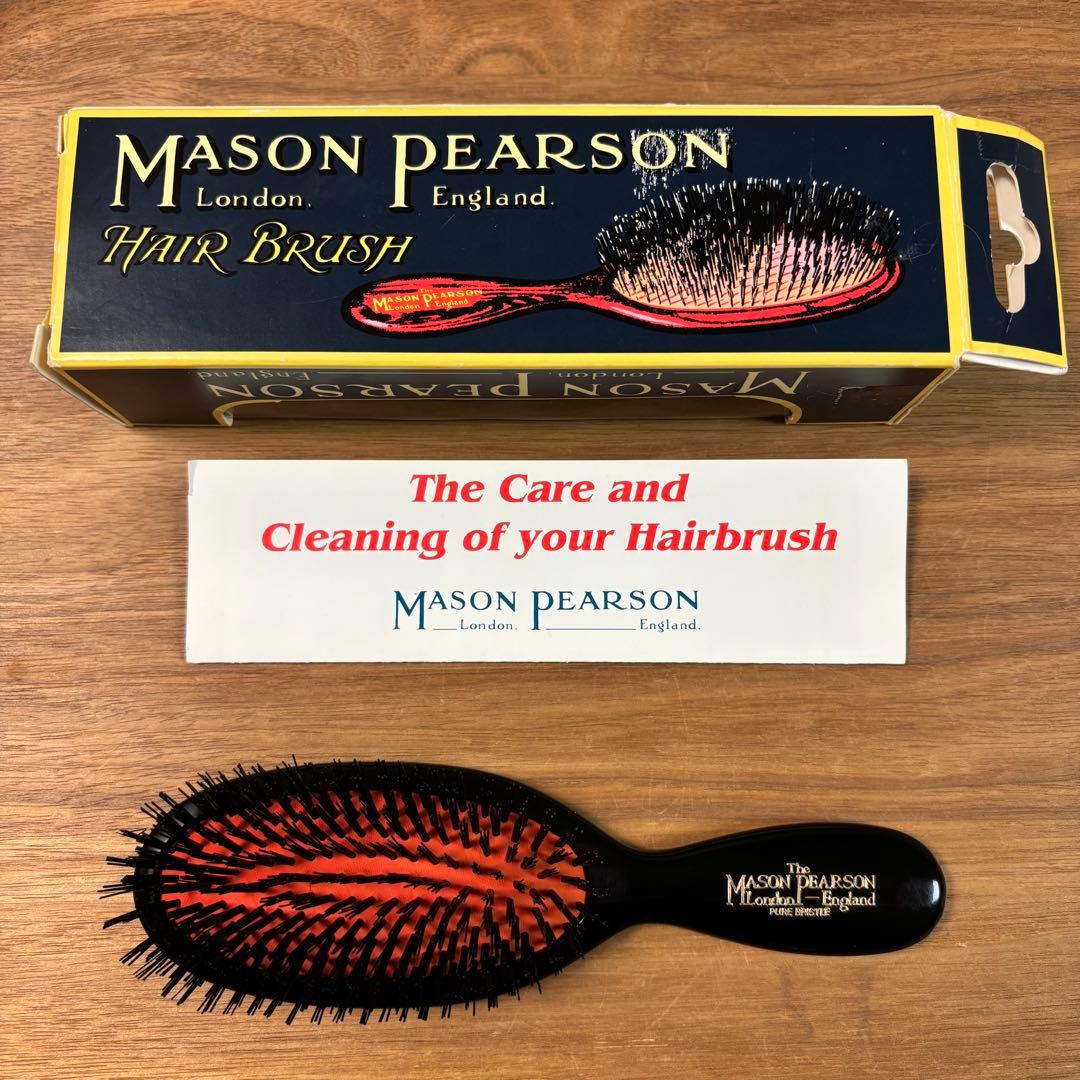 MASON PEARSON
London. England.
HAIR BRUSH
The
MASON PEARSON
London England
MASON PEARSON
London. England
The Care and
Cleaning of your Hairbrush
MASON PEARSON
London. England.
The
MASON PEARSON
London England
PURE BRISTLE